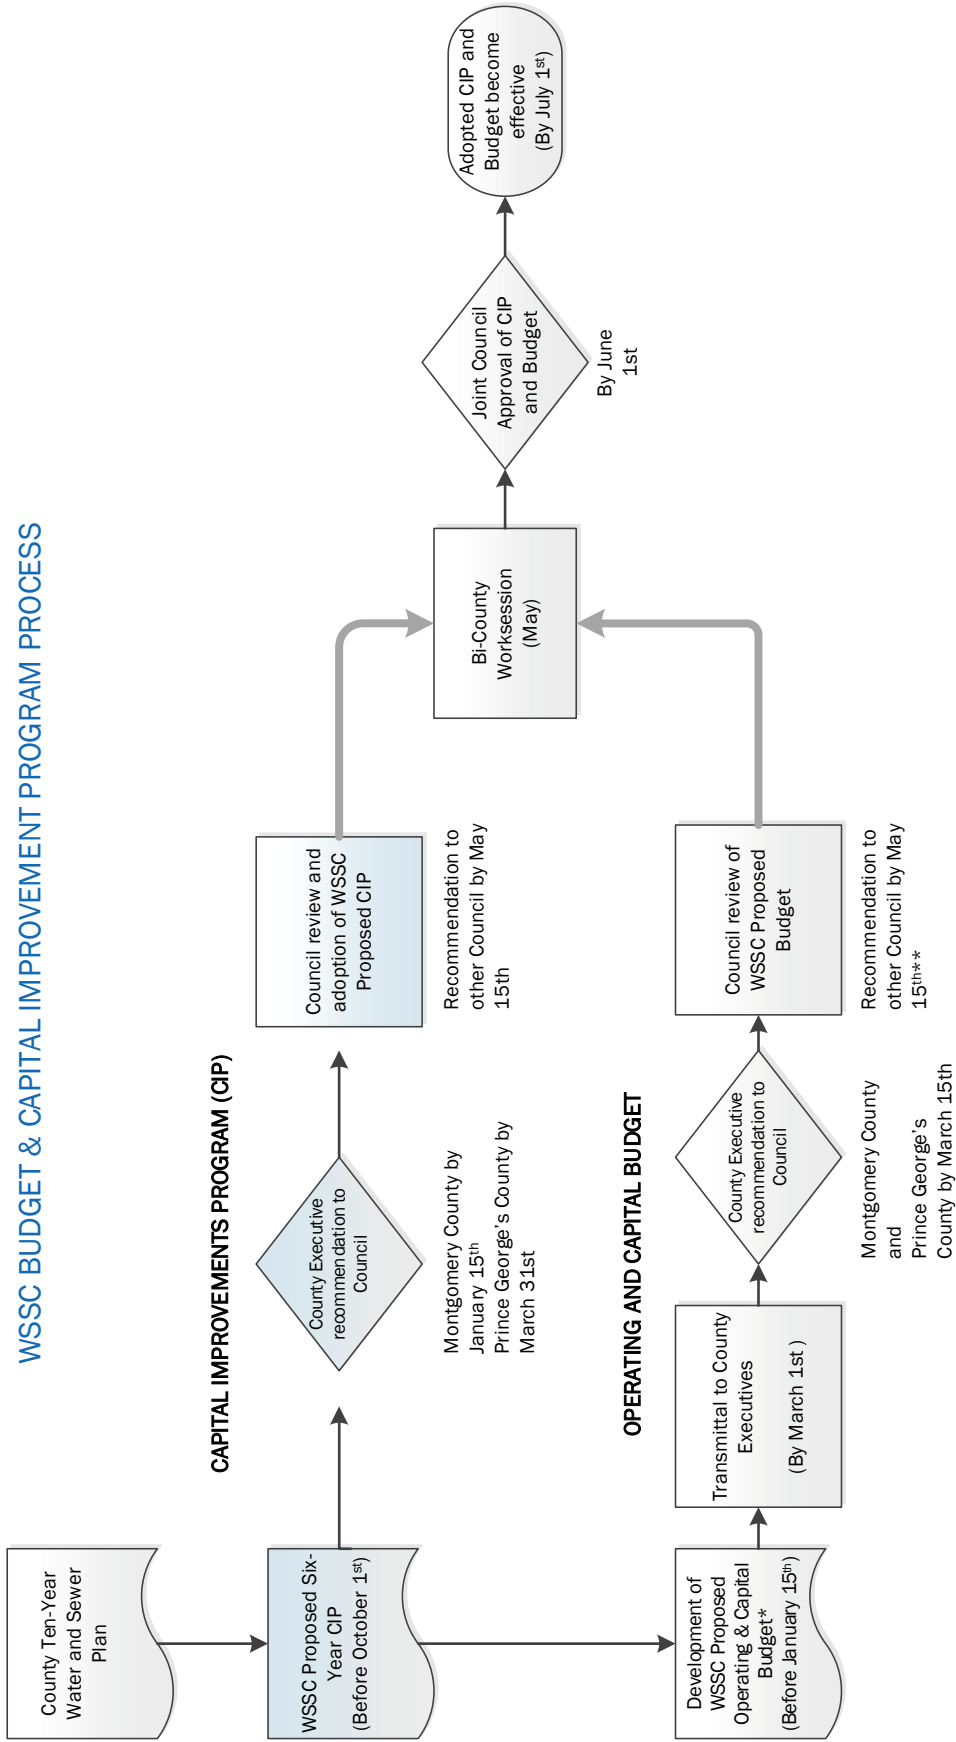 WSSC BUDGET & CAPITAL IMPROVEMENT PROGRAM PROCESS
County Ten-Year
Water and Sewer
Plan
CAPITAL IMPROVEMENTS PROGRAM (CIP)
WSSC Proposed Six-
Year CIP
(Before October 1st)
County Executive
recommendation to
Council
Montgomery County by
January 15th
Prince George's County by
March 31st
Council review and
adoption of WSSC
Proposed CIP
Recommendation to
other Council by May
15th
OPERATING AND CAPITAL BUDGET
Development of
WSSC Proposed
Operating & Capital
Budget*
(Before January 15th)
Transmittal to County
Executives
(By March 1st )
County Executive
recommendation to
Council
Montgomery County
and
Prince George's
County by March 15th
Council review of
WSSC Proposed
Budget
Recommendation to
other Council by May
15th**
Bi-County
Worksession
(May)
Joint Council
Approval of CIP
and Budget
By June
1st
Adopted CIP and
Budget become
effective
(By July 1st)